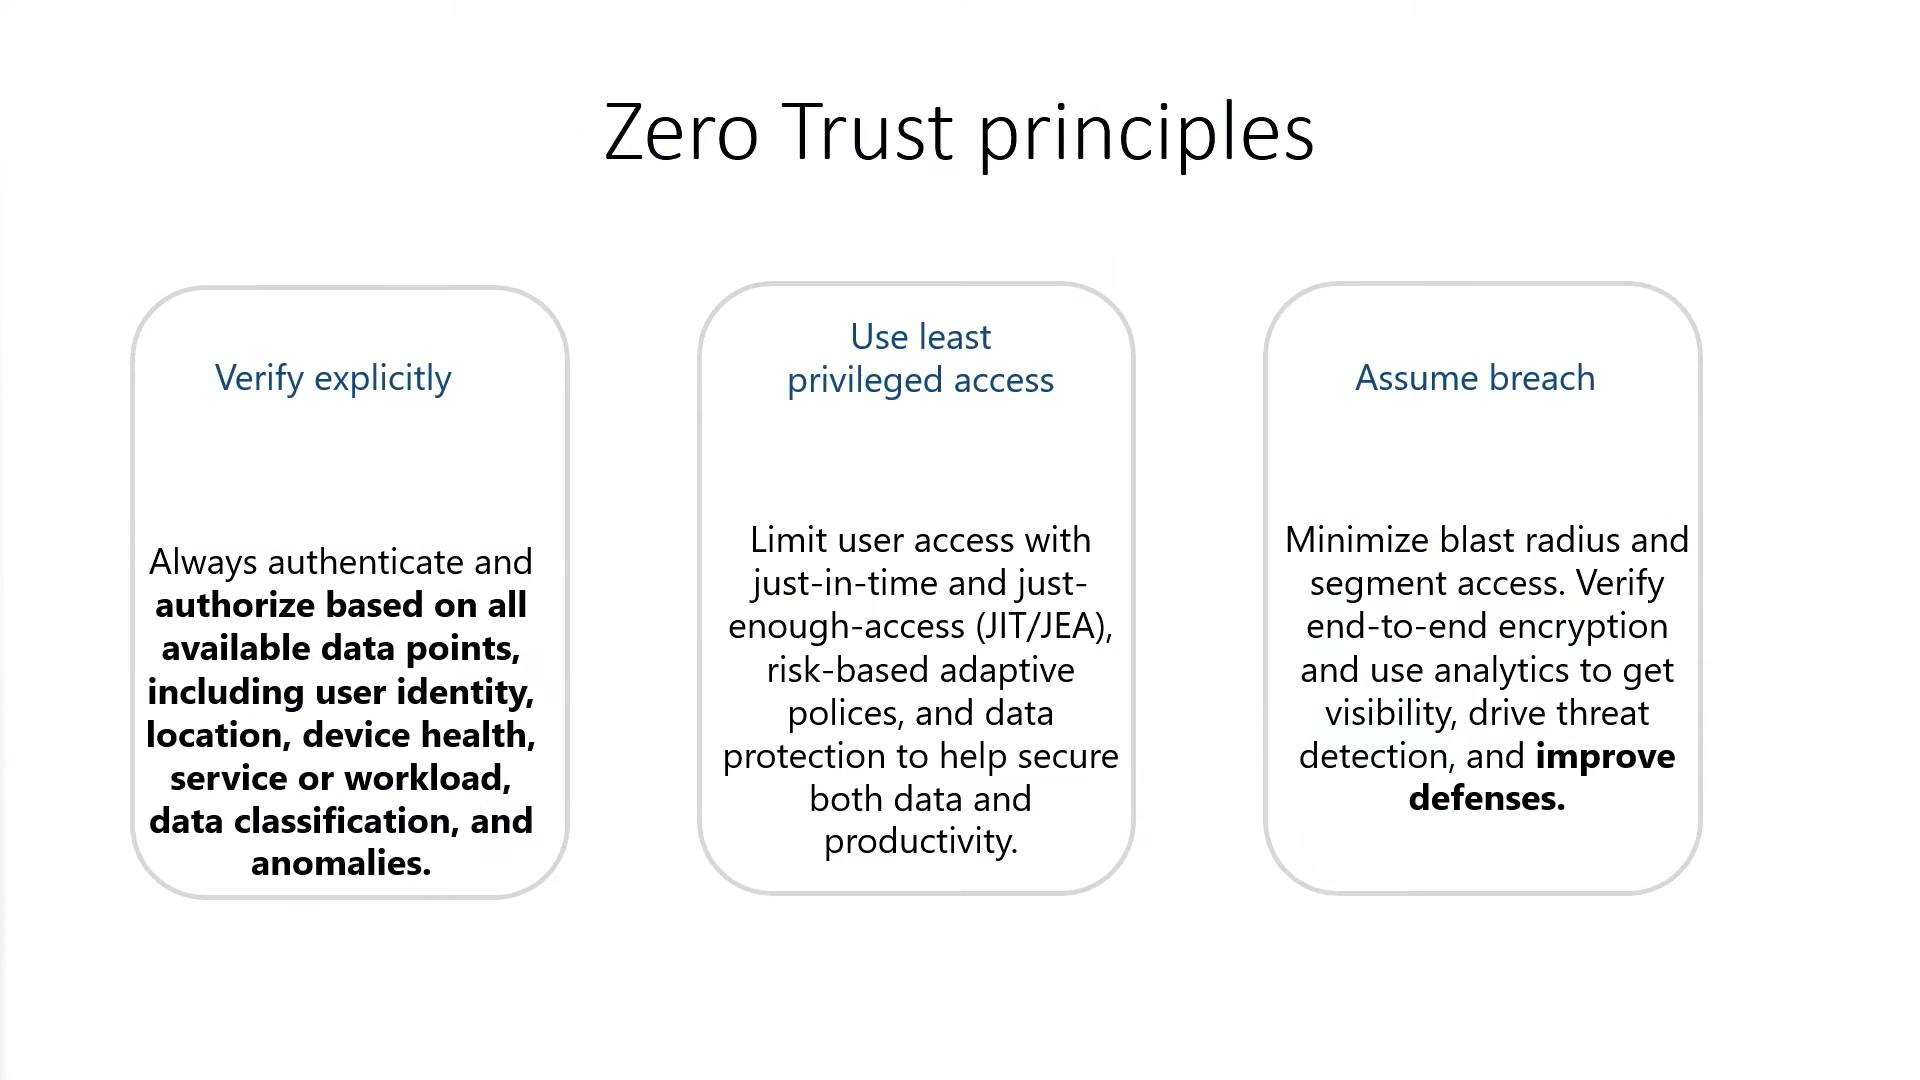 Zero Trust principles
Verify explicitly
Always authenticate and
authorize based on all
available data points,
including user identity,
location, device health,
service or workload,
data classification, and
anomalies.
Use least
privileged access
Limit user access with
just-in-time and just-
enough-access (JIT/JEA),
risk-based adaptive
polices, and data
protection to help secure
both data and
productivity.
Assume breach
Minimize blast radius and
segment access. Verify
end-to-end encryption
and use analytics to get
visibility, drive threat
detection, and improve
defenses.